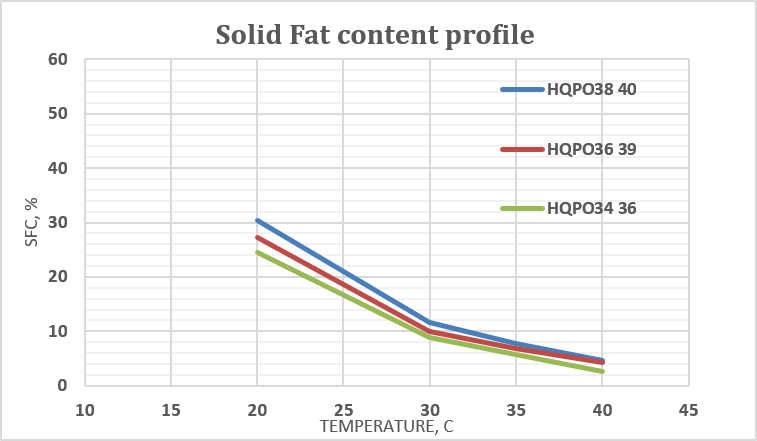 Solid Fat content profile
60
50
40
30
20
10
0
SFC, %
HQPO38 40
HQPO36 39
HQPO34 36
10 15 20 25 30 35 40 45
TEMPERATURE, C